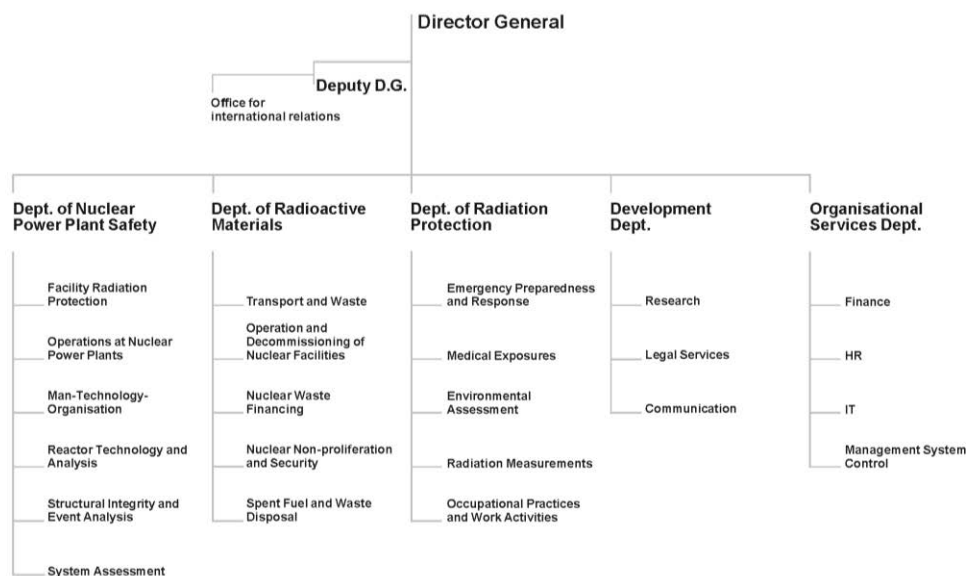 Director General
Deputy D.G.
Office for
international relations
Dept. of Nuclear
Power Plant Safety
Facility Radiation
Protection
Operations at Nuclear
Power Plants
Man-Technology-
Organisation
Reactor Technology and
Analysis
Structural Integrity and
Event Analysis
System Assessment
Dept. of Radioactive
Materials
Transport and Waste
Operation and
Decommissioning of
Nuclear Facilities
Nuclear Waste
Financing
Nuclear Non-proliferation
and Security
Spent Fuel and Waste
Disposal
Dept. of Radiation
Protection
Emergency Preparedness
and Response
Medical Exposures
Environmental
Assessment
Radiation Measurements
Occupational Practices
and Work Activities
Development
Dept.
Research
Legal Services
Communication
Organisational
Services Dept.
Finance
HR
IT
Management System
Control